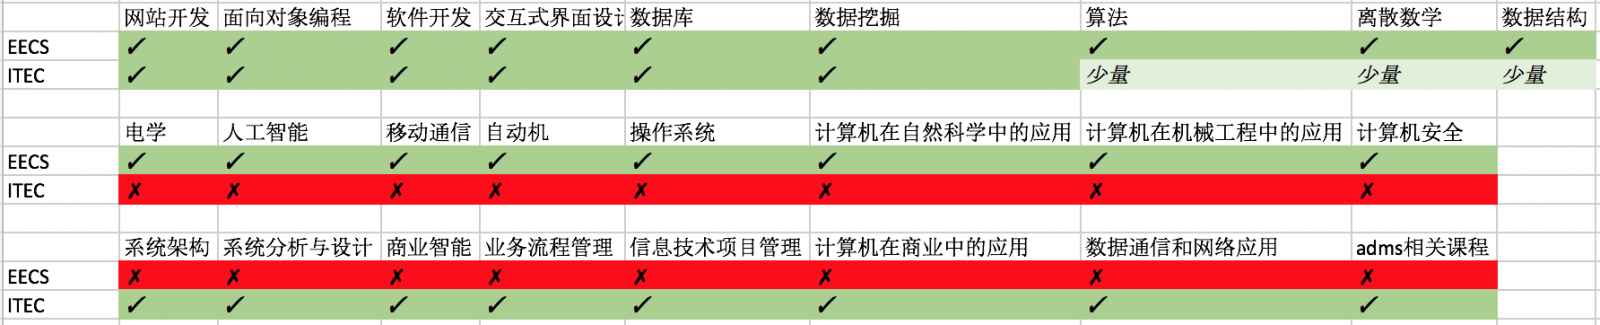 网站开发 面向对象编程 软件开发 交互式界面设计 数据库 数据挖掘 算法 离散数学 数据结构
EECS ✓ ✓ ✓ ✓ ✓ ✓ ✓ ✓ ✓
ITEC ✓ ✓ ✓ ✓ ✓ ✓ 少量 少量 少量
电学 人工智能 移动通信 自动机 操作系统 计算机在自然科学中的应用 计算机在机械工程中的应用 计算机安全
EECS ✓ ✓ ✓ ✓ ✓ ✓ ✓ ✓
ITEC ✗ ✗ ✗ ✗ ✗ ✗ ✗ ✗
系统架构 系统分析与设计 商业智能 业务流程管理 信息技术项目管理 计算机在商业中的应用 数据通信和网络应用 adms相关课程
EECS ✗ ✗ ✗ ✗ ✗ ✗ ✗ ✗
ITEC ✓ ✓ ✓ ✓ ✓ ✓ ✓ ✓